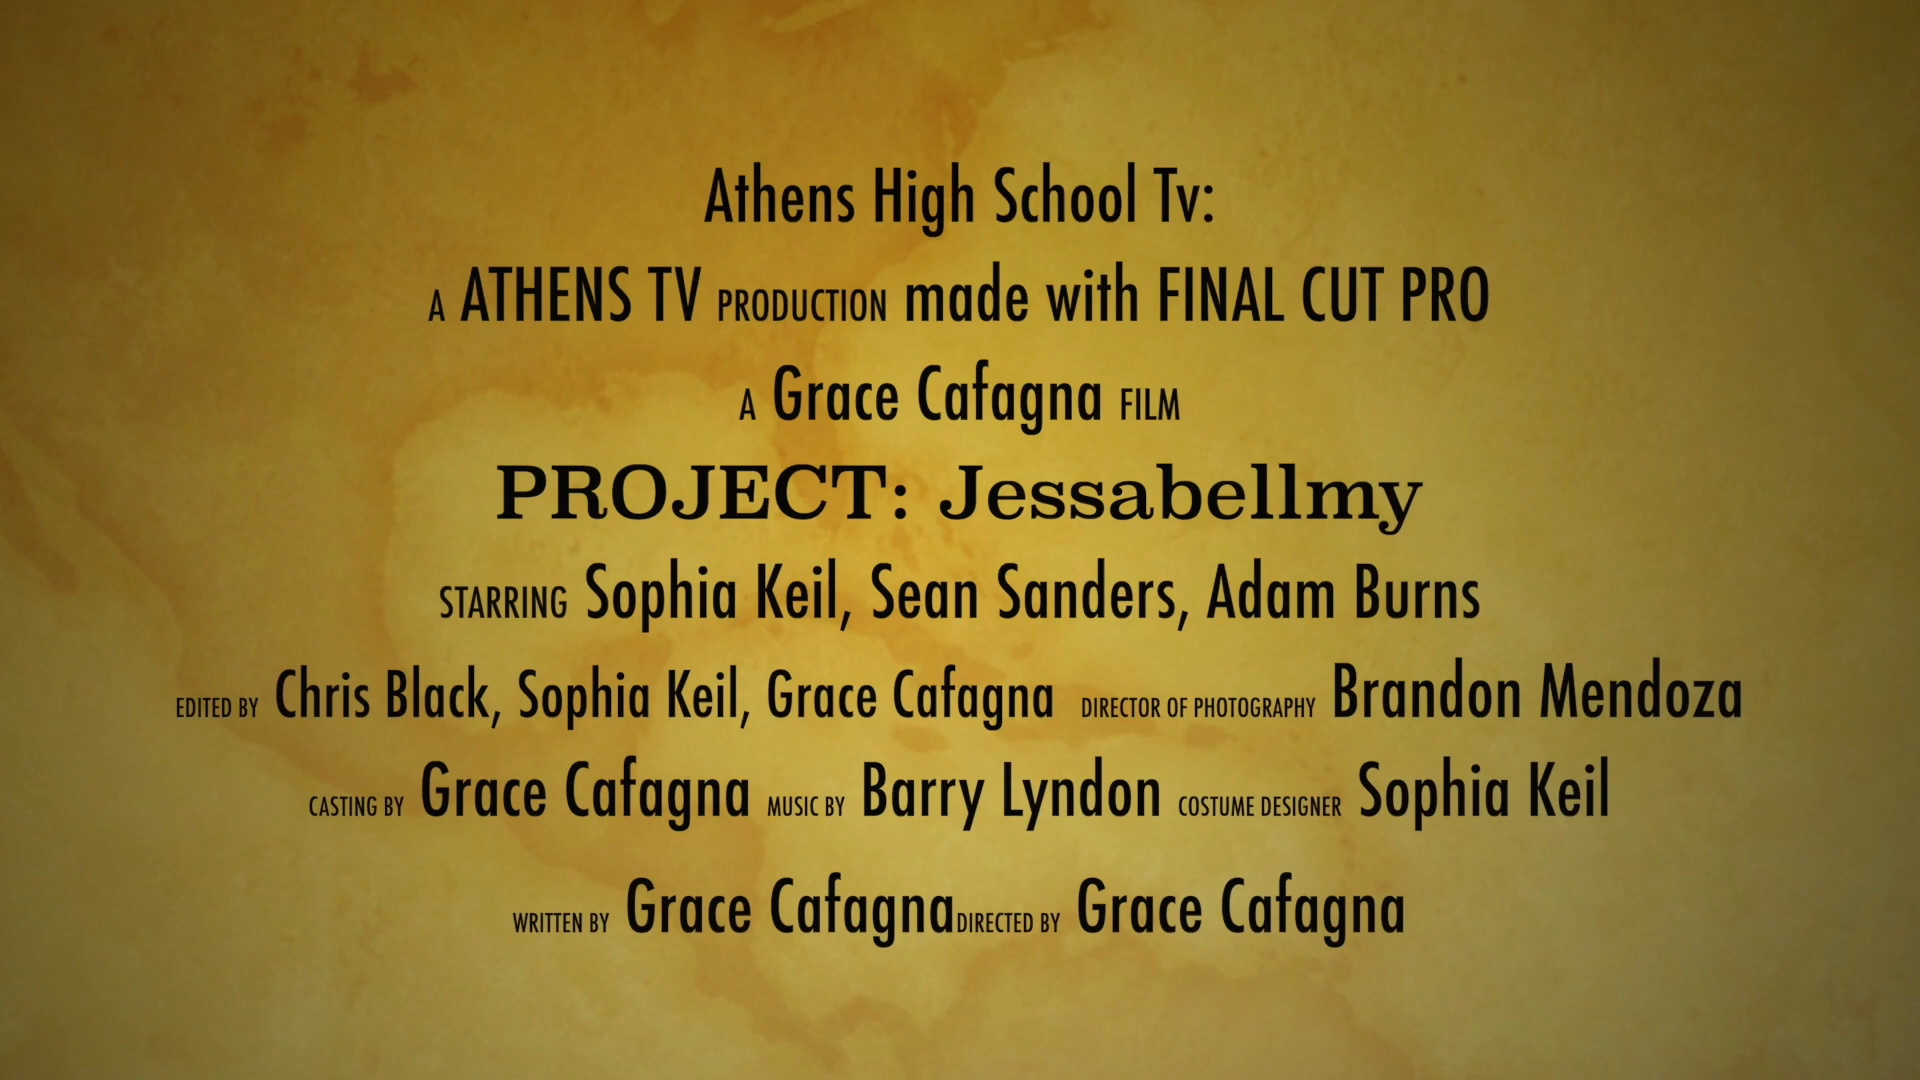 Athens High School Tv:
A ATHENS TV PRODUCTION made with FINAL CUT PRO
A Grace Cafagna FILM
PROJECT: Jessabellmy
STARRING Sophia Keil, Sean Sanders, Adam Burns
EDITED BY Chris Black, Sophia Keil, Grace Cafagna DIRECTOR OF PHOTOGRAPHY Brandon Mendoza
CASTING BY Grace Cafagna MUSIC BY Barry Lyndon COSTUME DESIGNER Sophia Keil
WRITTEN BY Grace CafagnaDIRECTED BY Grace Cafagna